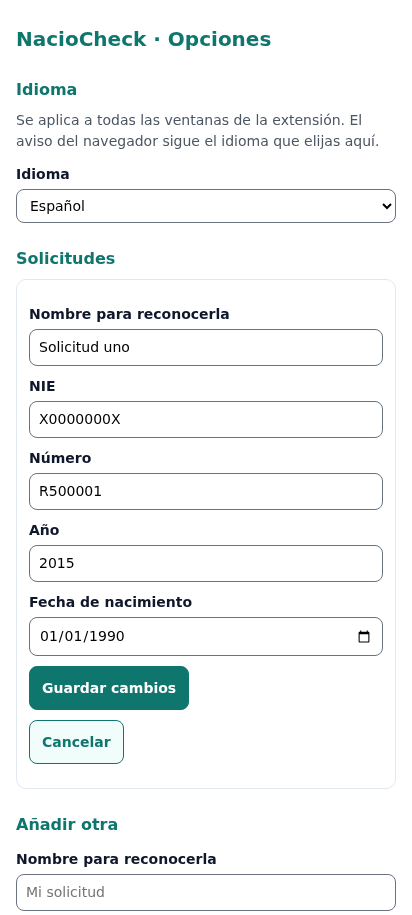 NacioCheck · Opciones
Idioma
Se aplica a todas las ventanas de la extensión. El
aviso del navegador sigue el idioma que elijas aquí.
Idioma
Español
Solicitudes
Nombre para reconocerla
Solicitud uno
NIE
X0000000X
Número
R500001
Año
2015
Fecha de nacimiento
01/01/1990
Guardar cambios
Cancelar
Añadir otra
Nombre para reconocerla
Mi solicitud